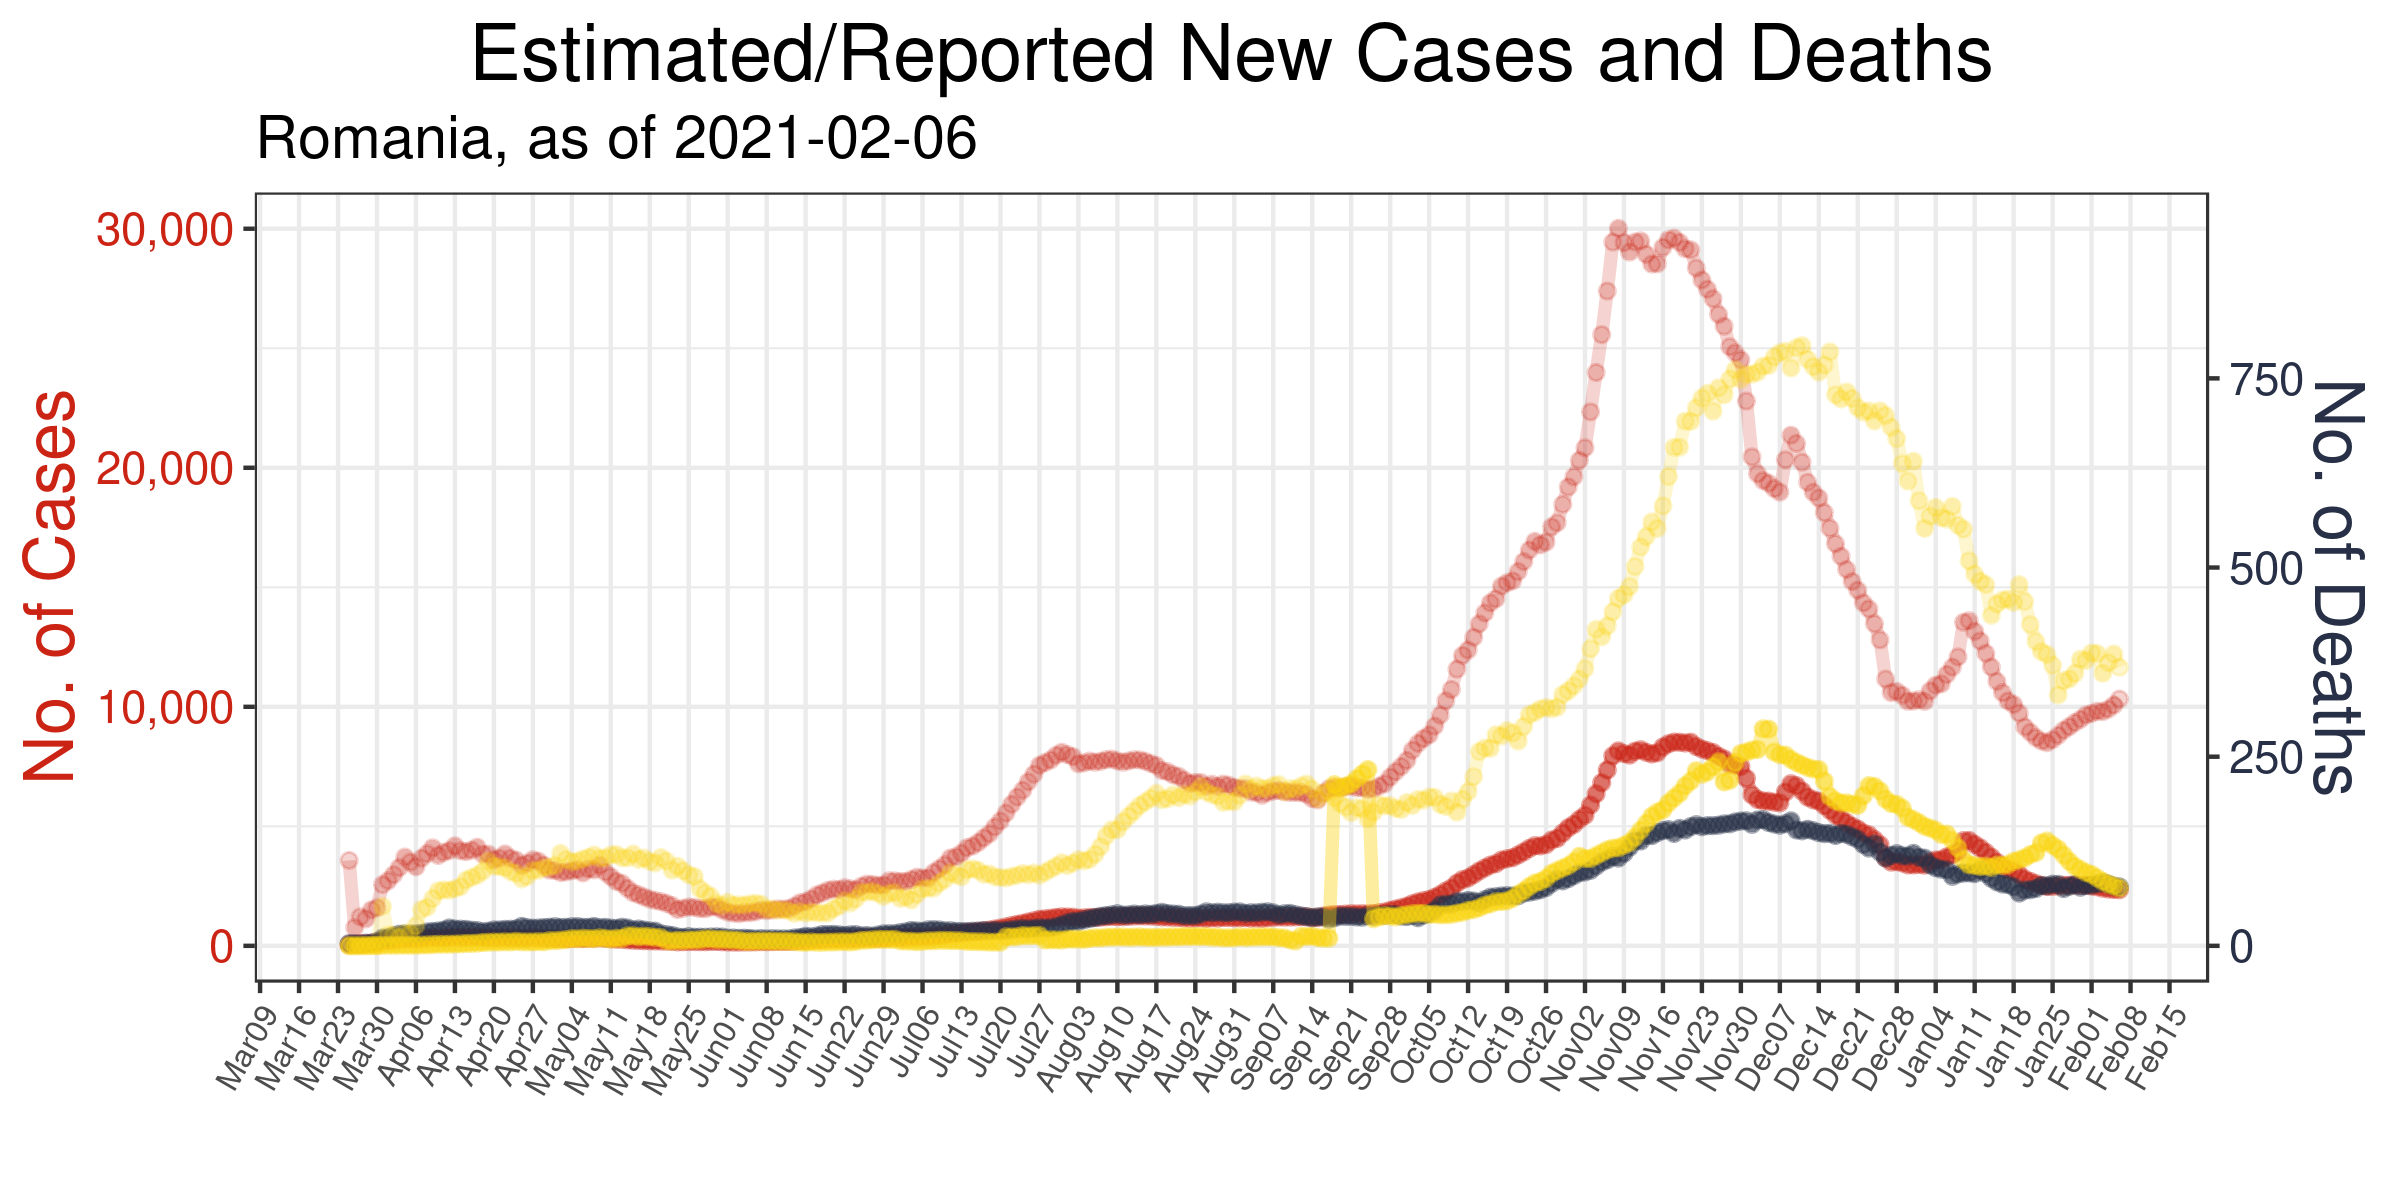 Estimated/Reported New Cases and Deaths
Romania, as of 2021-02-06
No. of Cases
30,000
20,000
10,000
0
750
500
250
0
No. of Deaths
Mar09 Mar16 Mar23 Mar30 Apr06 Apr13 Apr20 Apr27 May04 May11 May18 May25 Jun01 Jun08 Jun15 Jun22 Jun29 Jul06 Jul13 Jul20 Jul27 Aug03 Aug10 Aug17 Aug24 Aug31 Sep07 Sep14 Sep21 Sep28 Oct05 Oct12 Oct19 Oct26 Nov02 Nov09 Nov16 Nov23 Nov30 Dec07 Dec14 Dec21 Dec28 Jan04 Jan11 Jan18 Jan25 Feb01 Feb08 Feb15